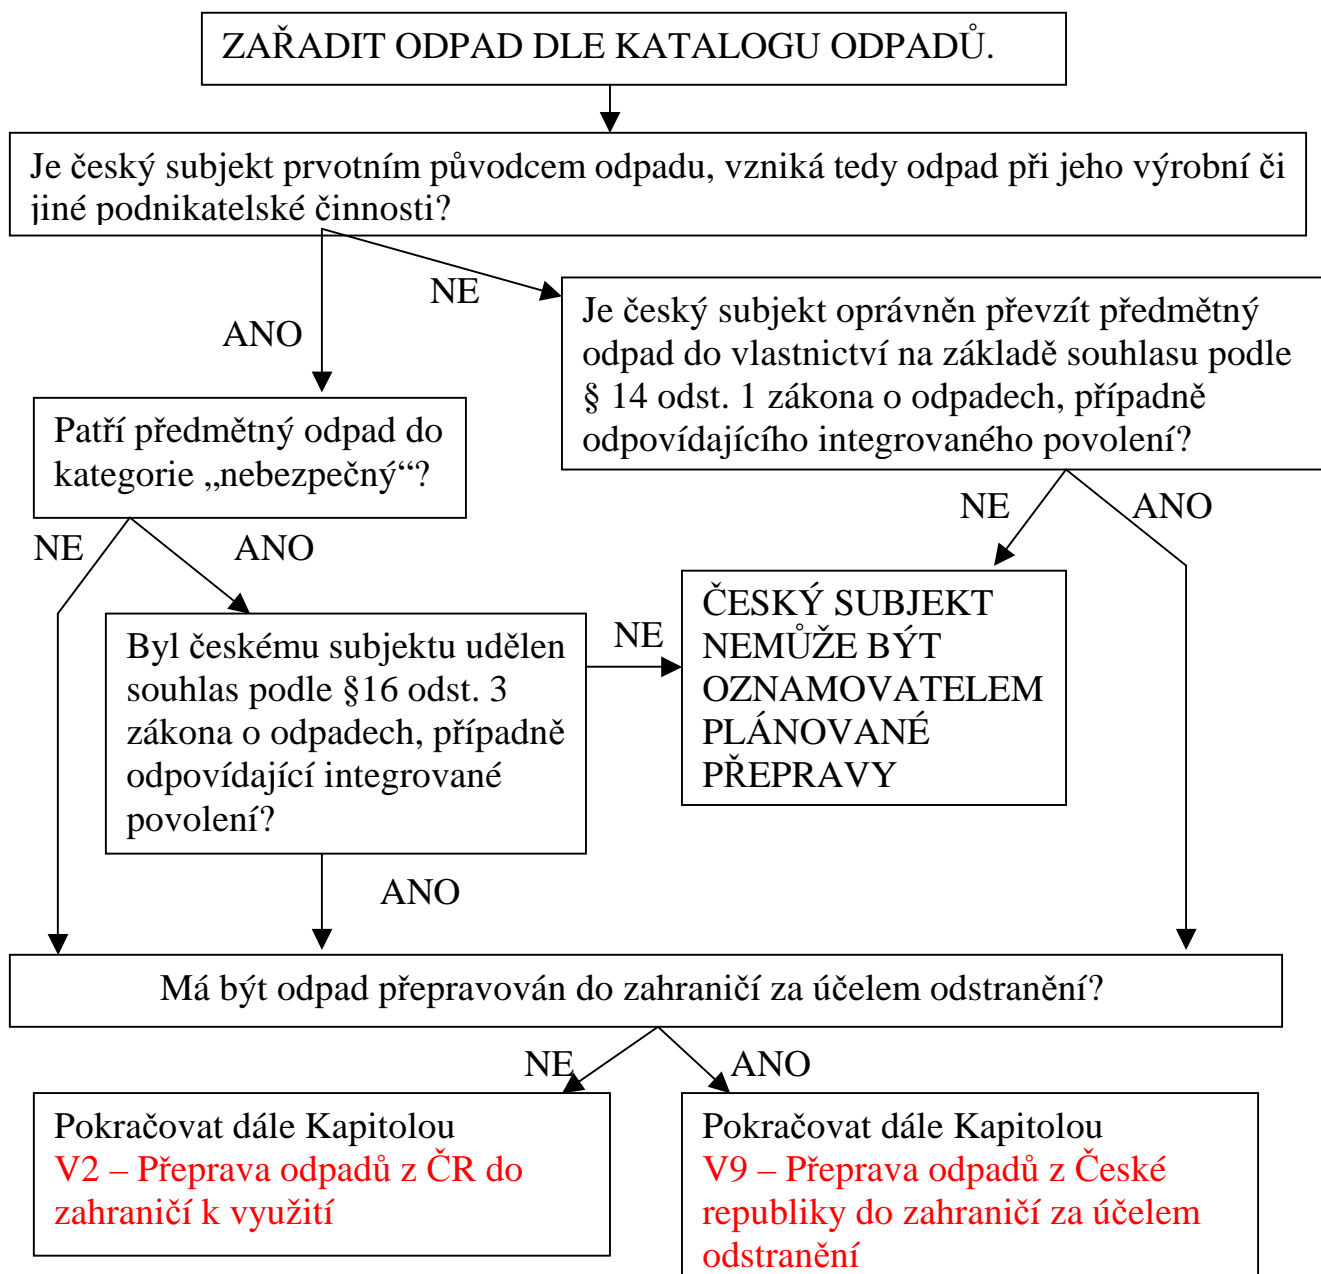 ZAŘADIT ODPAD DLE KATALOGU ODPADŮ.
Je český subjekt prvotním původcem odpadu, vzniká tedy odpad při jeho výrobní či
jiné podnikatelské činnosti?
NE
ANO
Je český subjekt oprávněn převzít předmětný
odpad do vlastnictví na základě souhlasu podle
§ 14 odst. 1 zákona o odpadech, případně
odpovídajícího integrovaného povolení?
Patří předmětný odpad do
kategorie „nebezpečný“?
NE
ANO
NE
ANO
Byl českému subjektu udělen
souhlas podle §16 odst. 3
zákona o odpadech, případně
odpovídající integrované
povolení?
NE
ČESKÝ SUBJEKT
NEMŮŽE BÝT
OZNAMOVATELEM
PLÁNOVANÉ
PŘEPRAVY
ANO
Má být odpad přepravován do zahraničí za účelem odstranění?
NE
ANO
Pokračovat dále Kapitolou
V2 – Přeprava odpadů z ČR do
zahraničí k využití
Pokračovat dále Kapitolou
V9 – Přeprava odpadů z České
republiky do zahraničí za účelem
odstranění